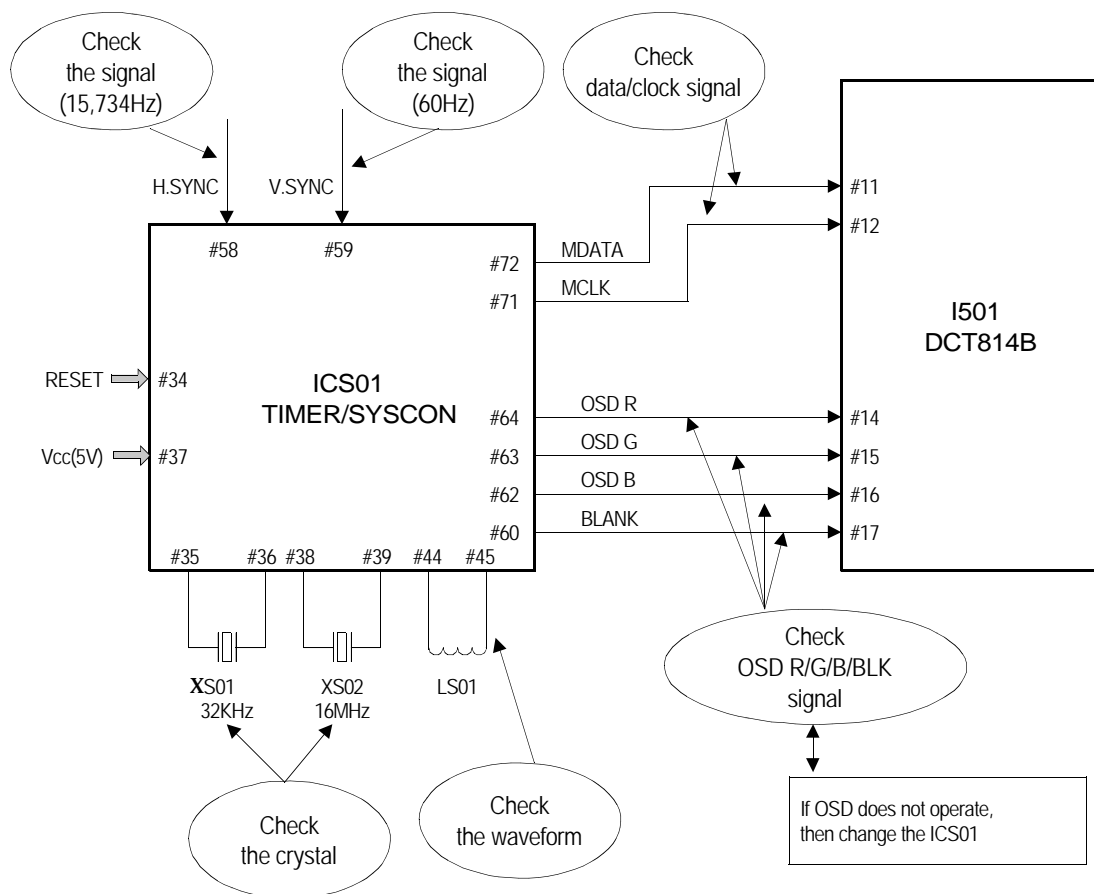 Check
the signal
(15,734Hz)
Check
the signal
(60Hz)
Check
data/clock signal
H.SYNC
V.SYNC
#58
#59
#72
MDATA
#11
#71
MCLK
#12
I501
DCT814B
RESET
#34
ICS01
TIMER/SYSCON
Vcc(5V)
#37
#64
OSD R
#14
#63
OSD G
#15
#62
OSD B
#16
#60
BLANK
#17
#35
#36
#38
#39
#44
#45
XS01
32KHz
XS02
16MHz
LS01
Check
OSD R/G/B/BLK
signal
Check
the crystal
Check
the waveform
If OSD does not operate,
then change the ICS01